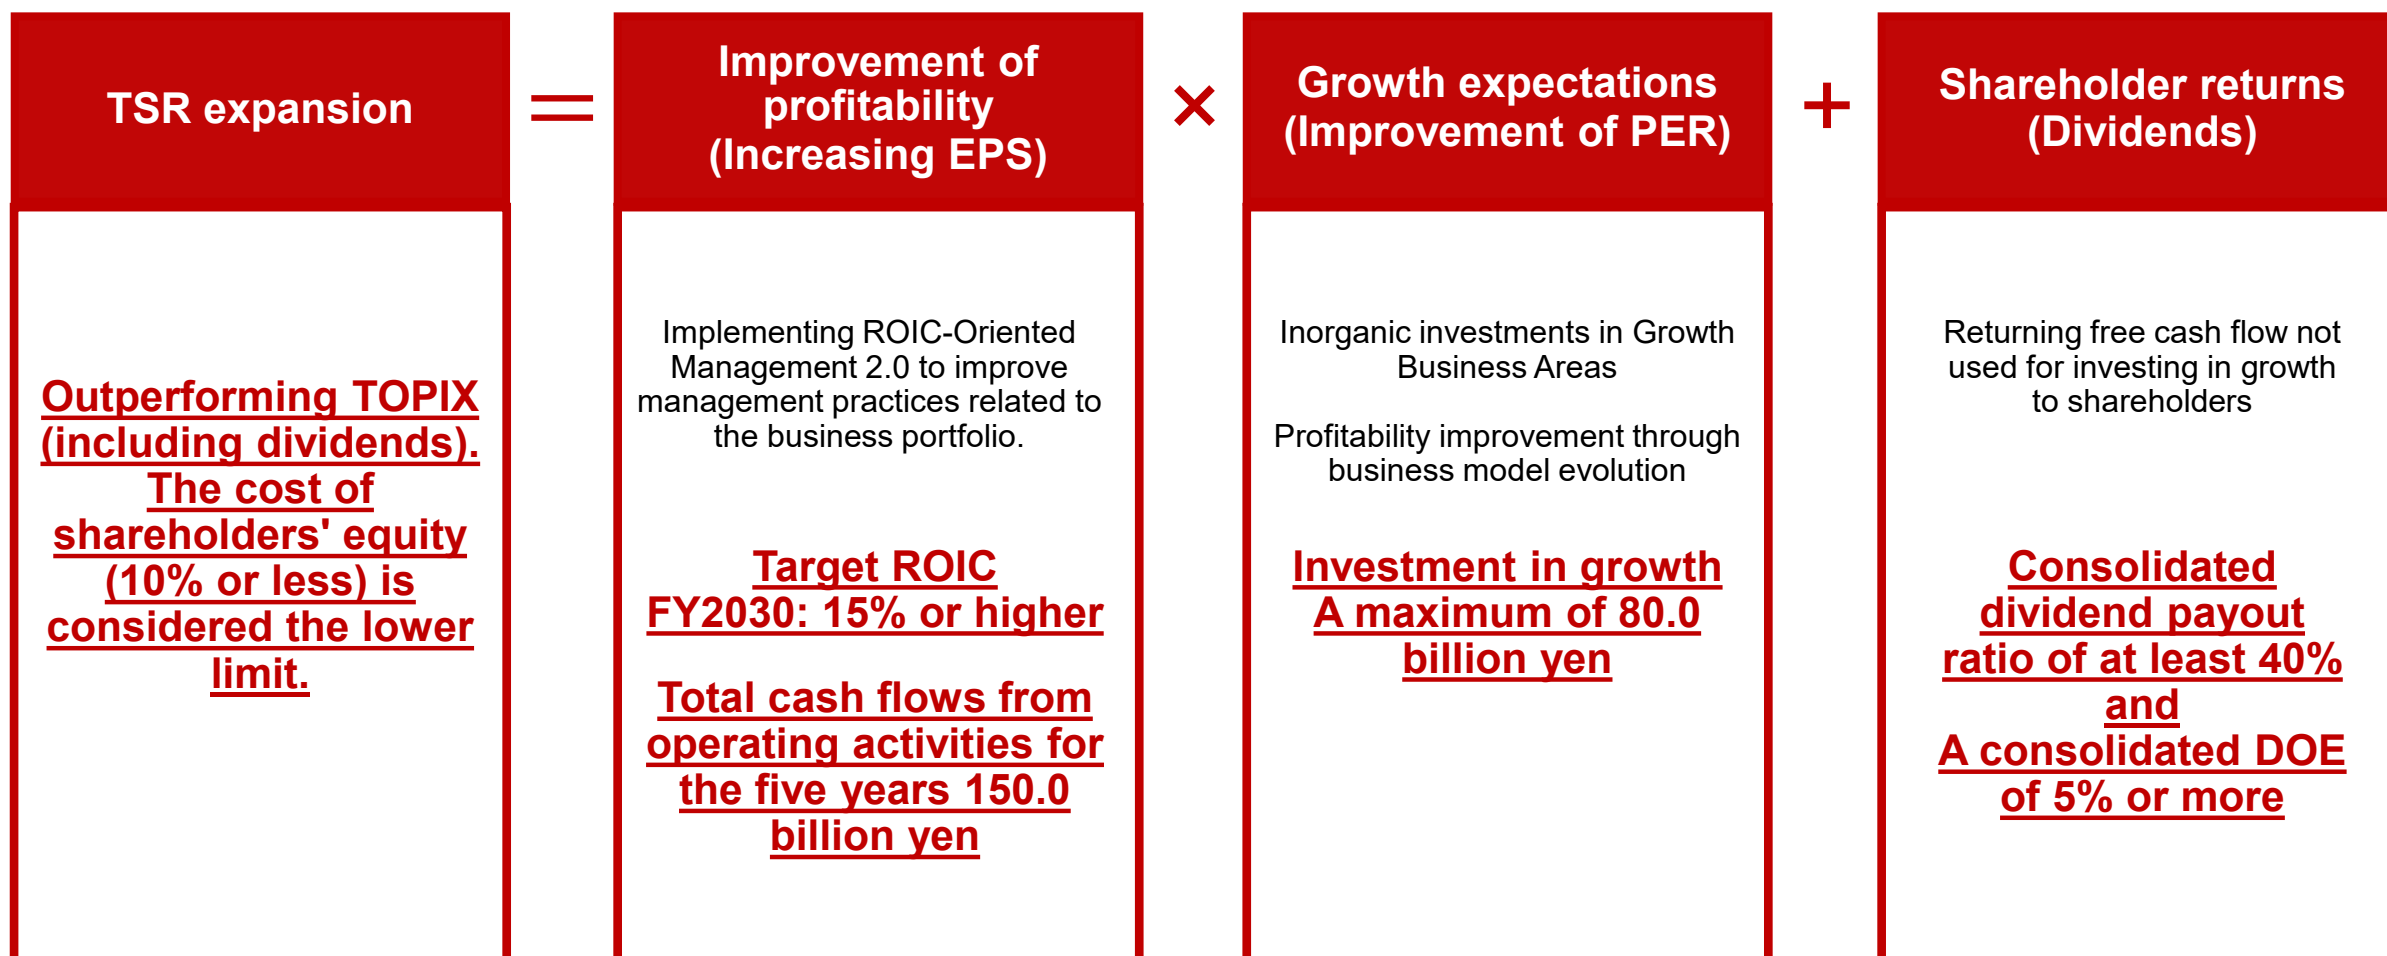 TSR expansion
=
Improvement of
profitability
(Increasing EPS)
×
Growth expectations
(Improvement of PER)
+
Shareholder returns
(Dividends)
Outperforming TOPIX
(including dividends).
The cost of
shareholders' equity
(10% or less) is
considered the lower
limit.
Implementing ROIC-Oriented
Management 2.0 to improve
management practices related to
the business portfolio.
Target ROIC
FY2030: 15% or higher
Total cash flows from
operating activities for
the five years 150.0
billion yen
Inorganic investments in Growth
Business Areas
Profitability improvement through
business model evolution
Investment in growth
A maximum of 80.0
billion yen
Returning free cash flow not
used for investing in growth
to shareholders
Consolidated
dividend payout
ratio of at least 40%
and
A consolidated DOE
of 5% or more